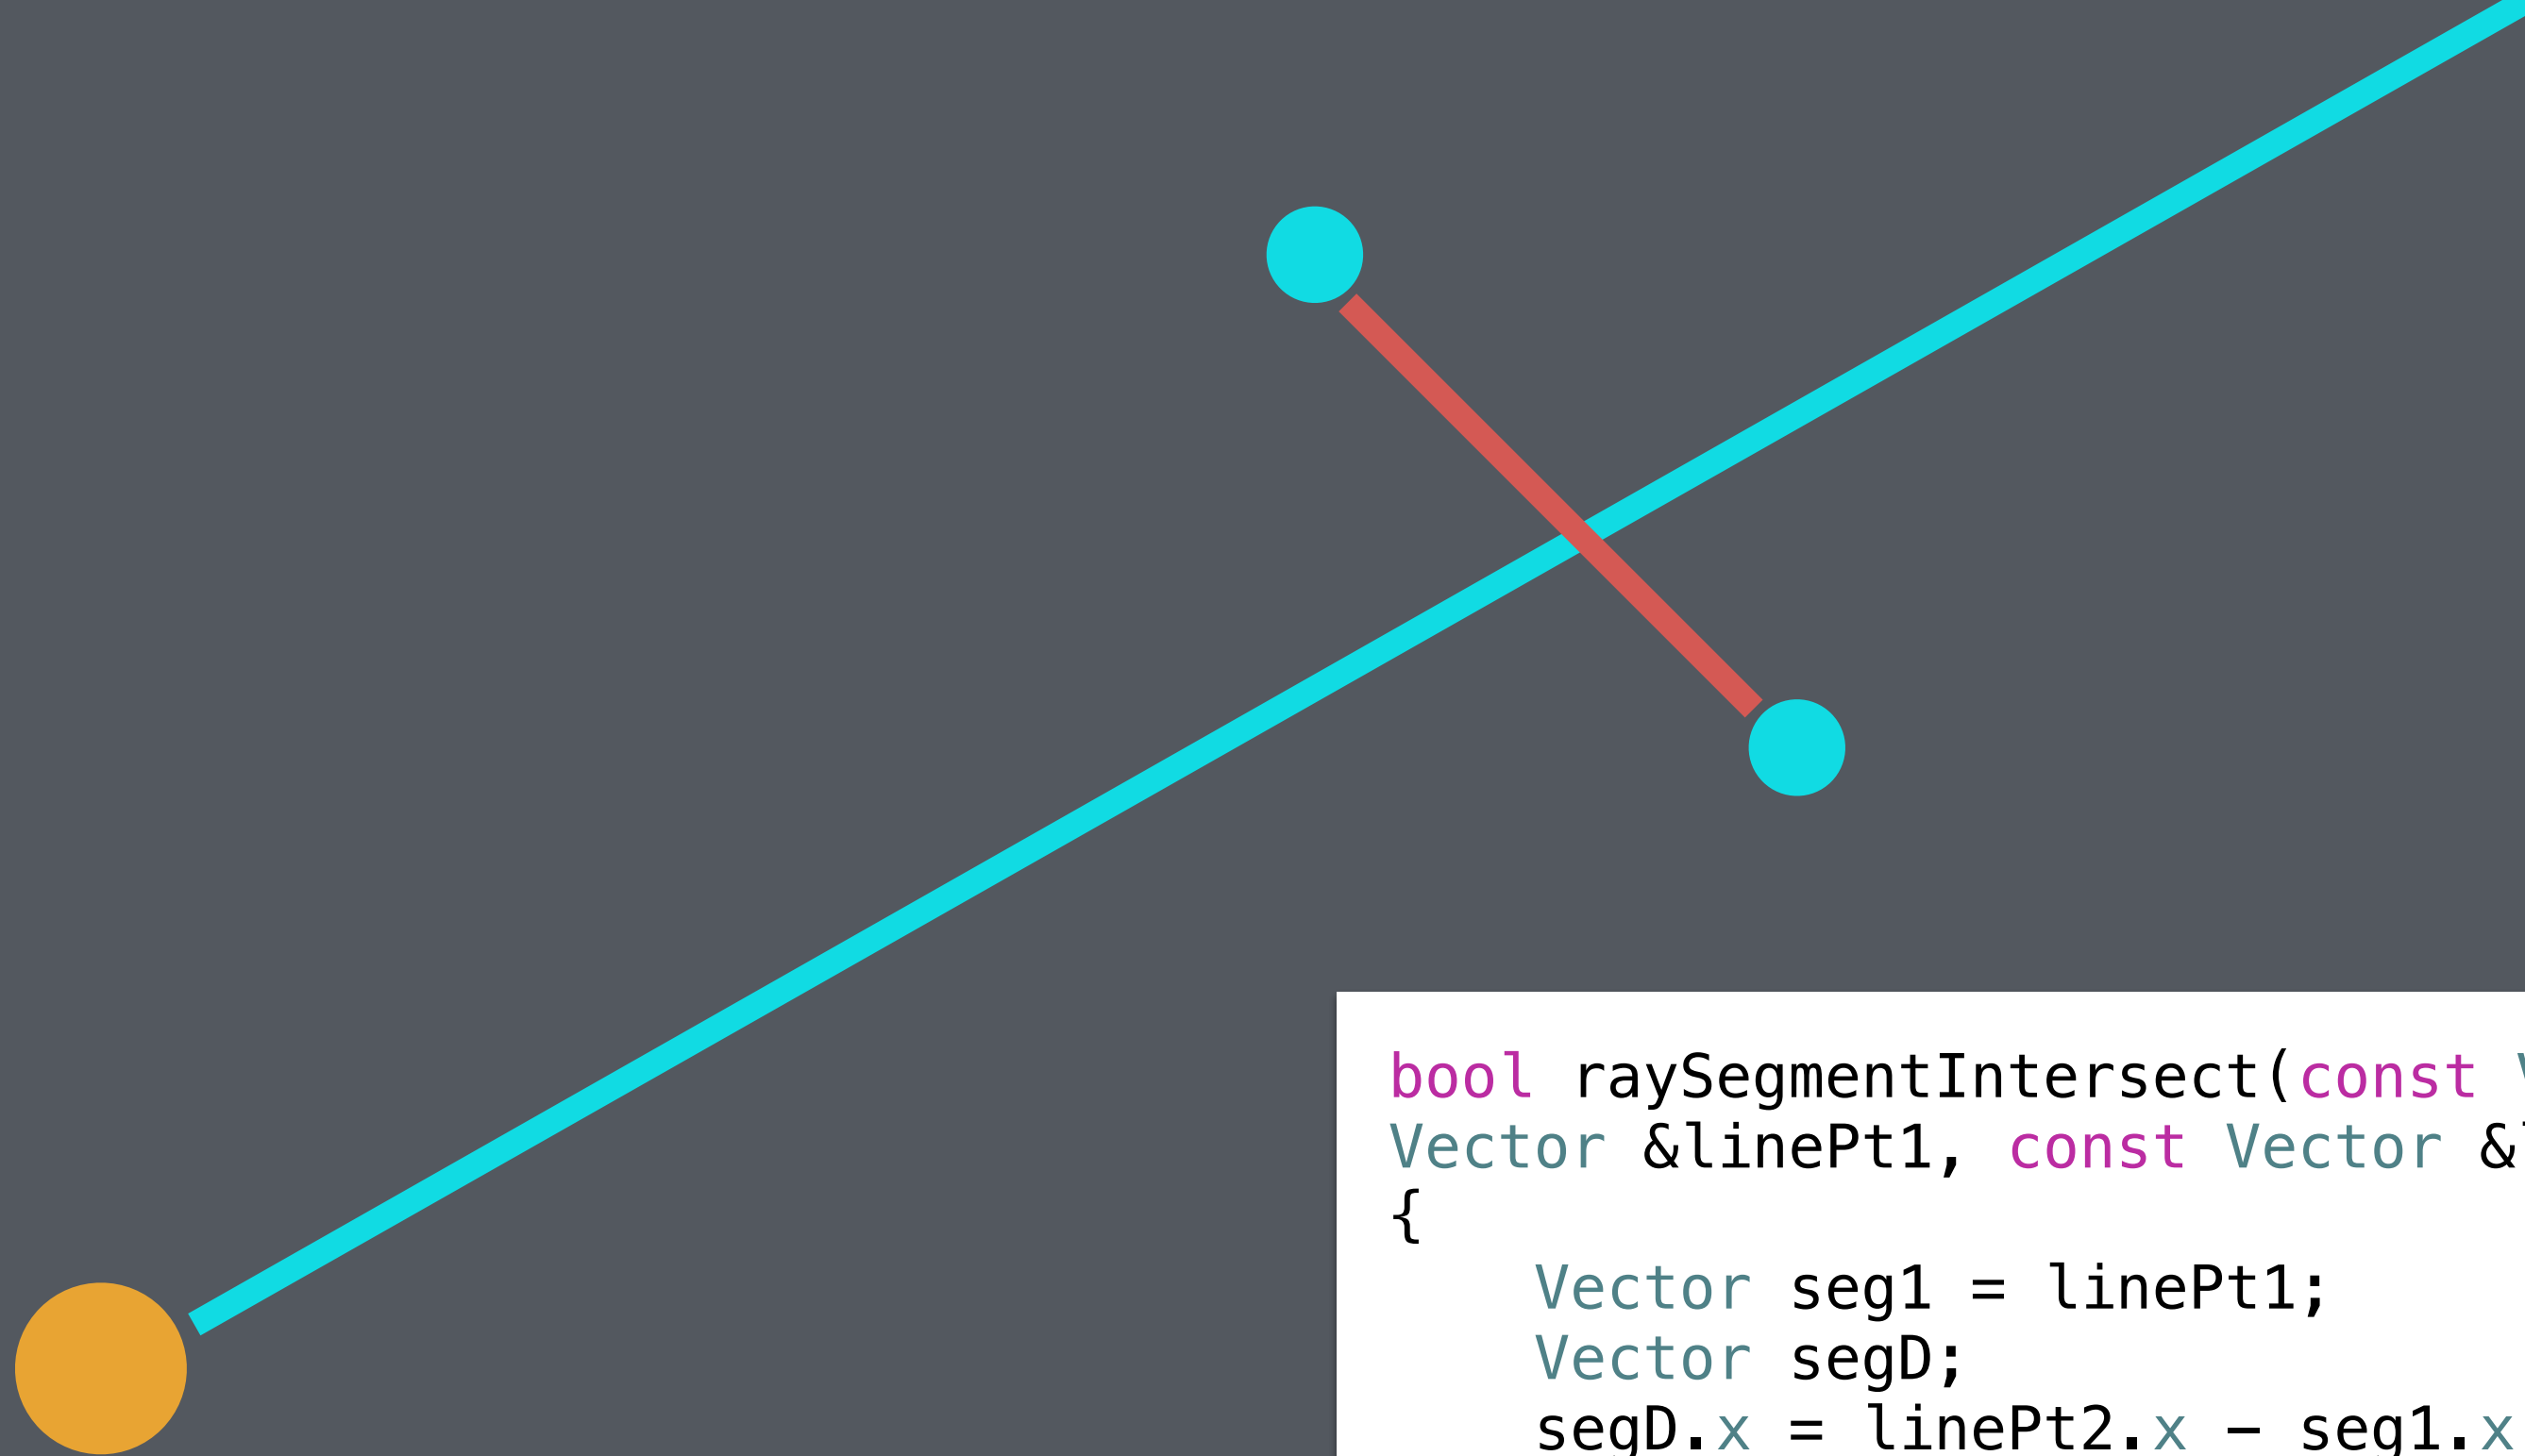 bool raySegmentIntersect(const
Vector &linePt1, const Vector &
{
Vector seg1 = linePt1;
Vector segD;
segD.x = linePt2.x - seg1.x